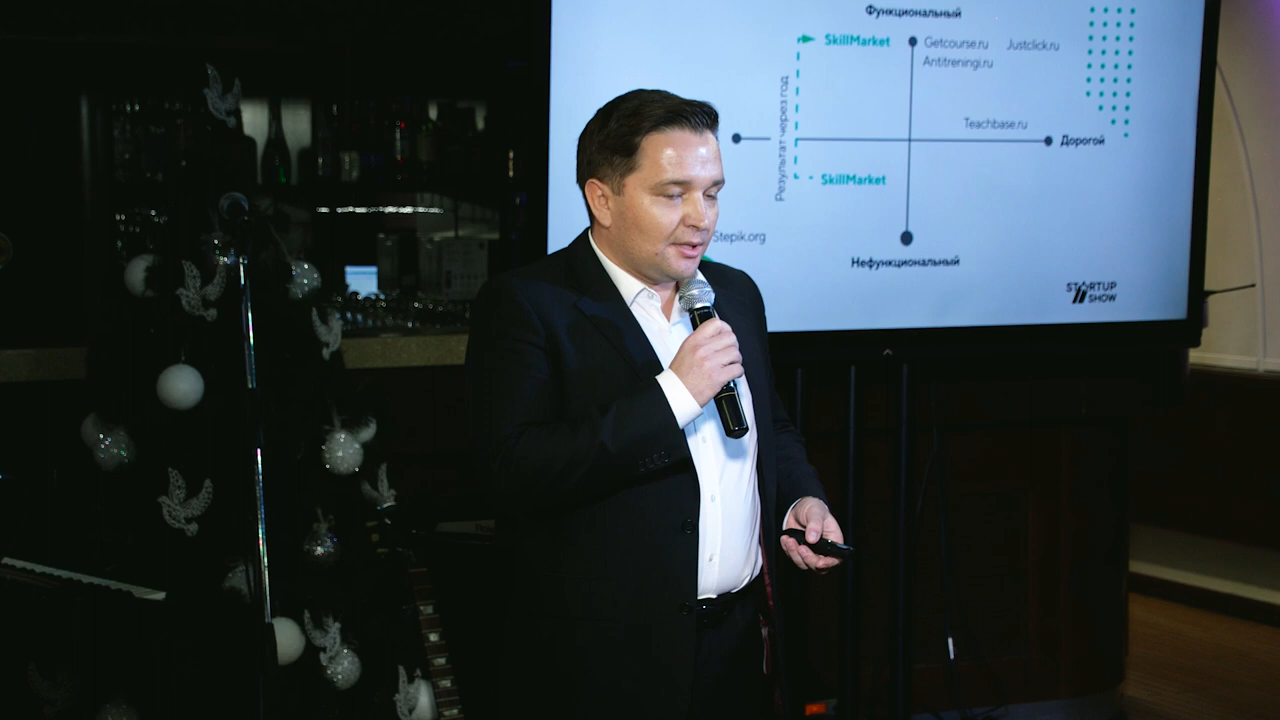 Функциональный
SkillMarket
Getcourse.ru Justclick.ru
Antitreningi.ru
Результат через год
Teachbase.ru
Дорогой
SkillMarket
Stepik.org
Нефункциональный
STARTUP
SHOW